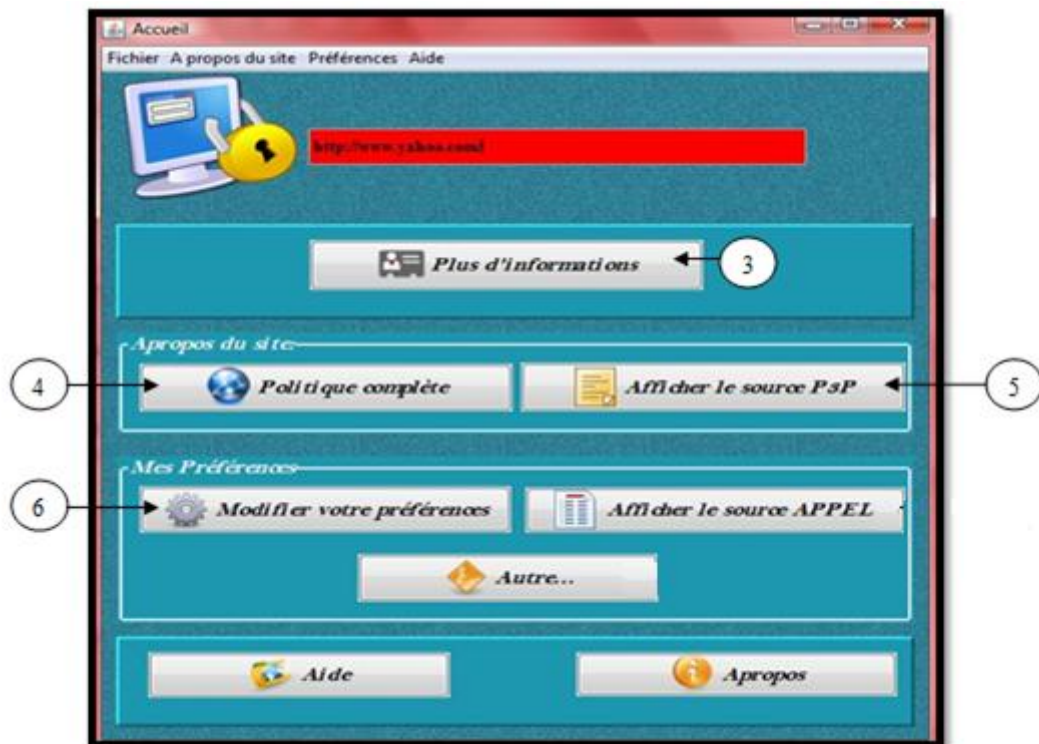 Accueil
Fichier A propos du site Préférences Aide
http://www.yahoo.com/
Plus d'informations
3
Apropos du site:
4
Politique complète
Afficher le source P3P
5
Mes Préférences
6
Modifier votre préférences
Afficher le source APPEL
Autre...
Aide
Apropos